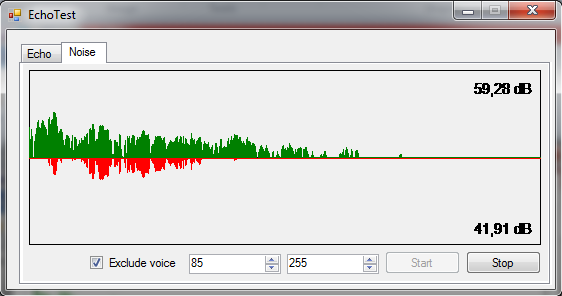 EchoTest
Echo Noise
59,28 dB
41,91 dB
Exclude voice 85 255 Start Stop